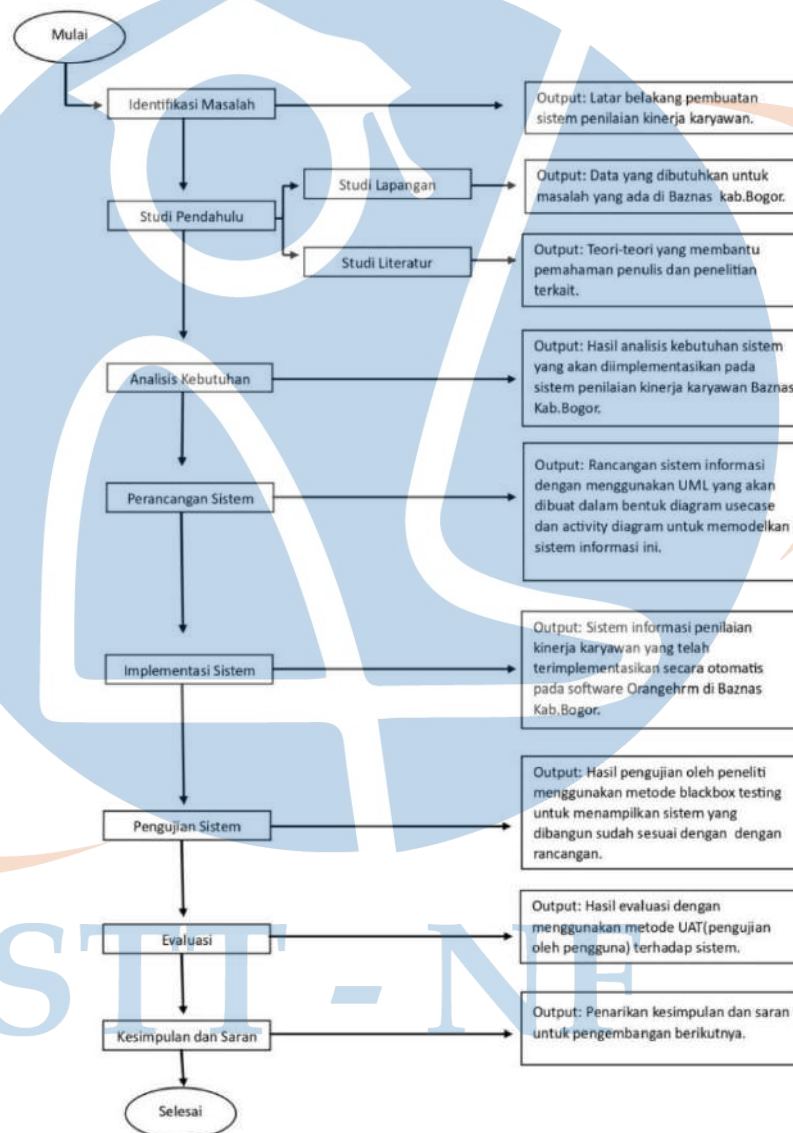 Mulai
Identifikasi Masalah
Output: Latar belakang pembuatan
sistem penilaian kinerja karyawan.
Studi Pendahulu
Studi Lapangan
Output: Data yang dibutuhkan untuk
masalah yang ada di Baznas kab.Bogor.
Studi Literatur
Output: Teori-teori yang membantu
pemahaman penulis dan penelitian
terkait.
Analisis Kebutuhan
Output: Hasil analisis kebutuhan sistem
yang akan diimplementasikan pada
sistem penilaian kinerja karyawan Baznas
Kab.Bogor.
Perancangan Sistem
Output: Rancangan sistem informasi
dengan menggunakan UML yang akan
dibuat dalam bentuk diagram usecase
dan activity diagram untuk memodelkan
sistem informasi ini.
Implementasi Sistem
Output: Sistem informasi penilaian
kinerja karyawan yang telah
terimplementasikan secara otomatis
pada software Orangehrm di Baznas
Kab.Bogor.
Pengujian Sistem
Output: Hasil pengujian oleh peneliti
menggunakan metode blackbox testing
untuk menampilkan sistem yang
dibangun sudah sesuai dengan dengan
rancangan.
Evaluasi
Output: Hasil evaluasi dengan
menggunakan metode UAT(pengujian
oleh pengguna) terhadap sistem.
Kesimpulan dan Saran
Output: Penarikan kesimpulan dan saran
untuk pengembangan berikutnya.
Selesai
STT - NF